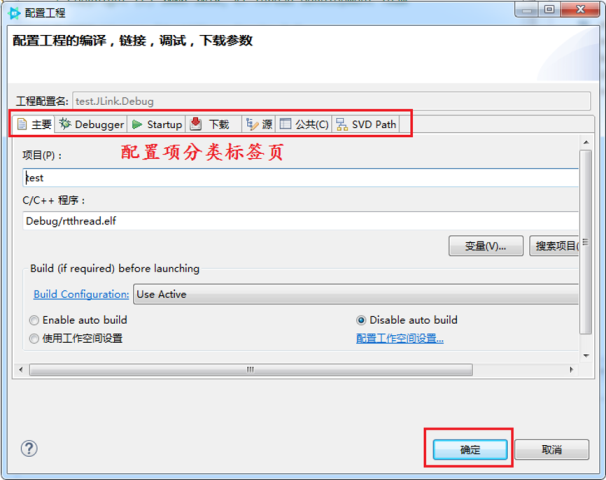 配置工程
配置工程的编译，链接，调试，下载参数
工程配置名: test.JLink.Debug
主要 Debugger Startup 下载 源 公共(C) SVD Path
配置项分类标签页
项目(P)：
test
C/C++ 程序：
Debug/rtthread.elf
变量(V)... 搜索项目(
Build (if required) before launching
Build Configuration: Use Active
Enable auto build Disable auto build
使用工作空间设置 配置工作空间设置...
确定 取消